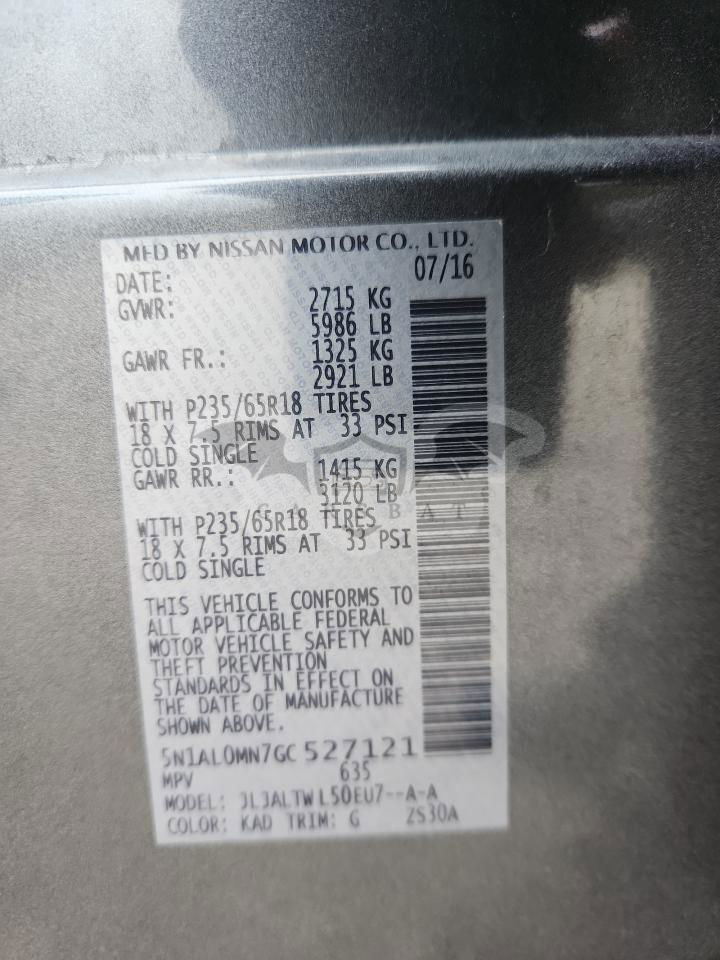 MFD BY NISSAN MOTOR CO., LTD.
DATE: 07/16
GVWR: 2715 KG
5986 LB
GAWR FR.: 1325 KG
2921 LB
WITH P235/65R18 TIRES
18 X 7.5 RIMS AT 33 PSI
COLD SINGLE
GAWR RR.: 1415 KG
3120 LB
WITH P235/65R18 TIRES
18 X 7.5 RIMS AT 33 PSI
COLD SINGLE
THIS VEHICLE CONFORMS TO
ALL APPLICABLE FEDERAL
MOTOR VEHICLE SAFETY AND
THEFT PREVENTION
STANDARDS IN EFFECT ON
THE DATE OF MANUFACTURE
SHOWN ABOVE.
5N1AL0MN7GC527121
MPV 635
MODEL: JLJALTWL50EU7--A-A
COLOR: KAD TRIM: G ZS30A